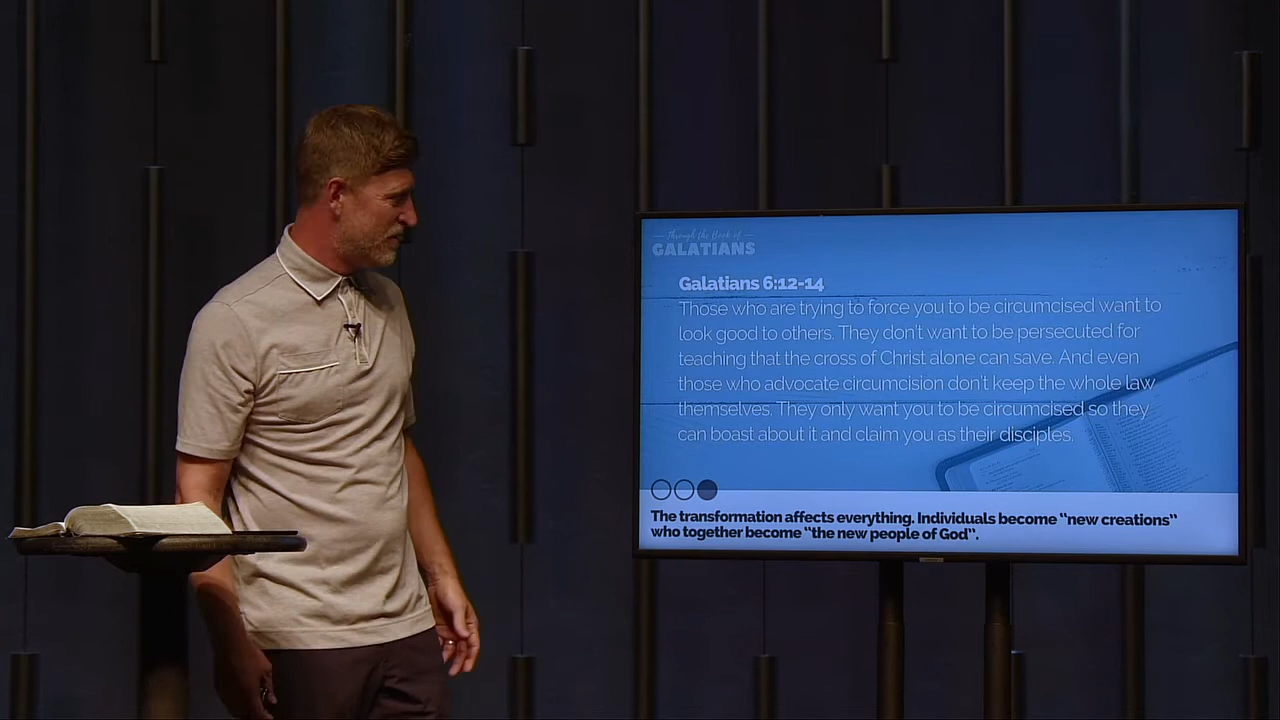 Through the Book of
GALATIANS
Galatians 6:12-14
Those who are trying to force you to be circumcised want to
look good to others. They don't want to be persecuted for
teaching that the cross of Christ alone can save. And even
those who advocate circumcision don't keep the whole law
themselves. They only want you to be circumcised so they
can boast about it and claim you as their disciples.
The transformation affects everything. Individuals become "new creations"
who together become "the new people of God".